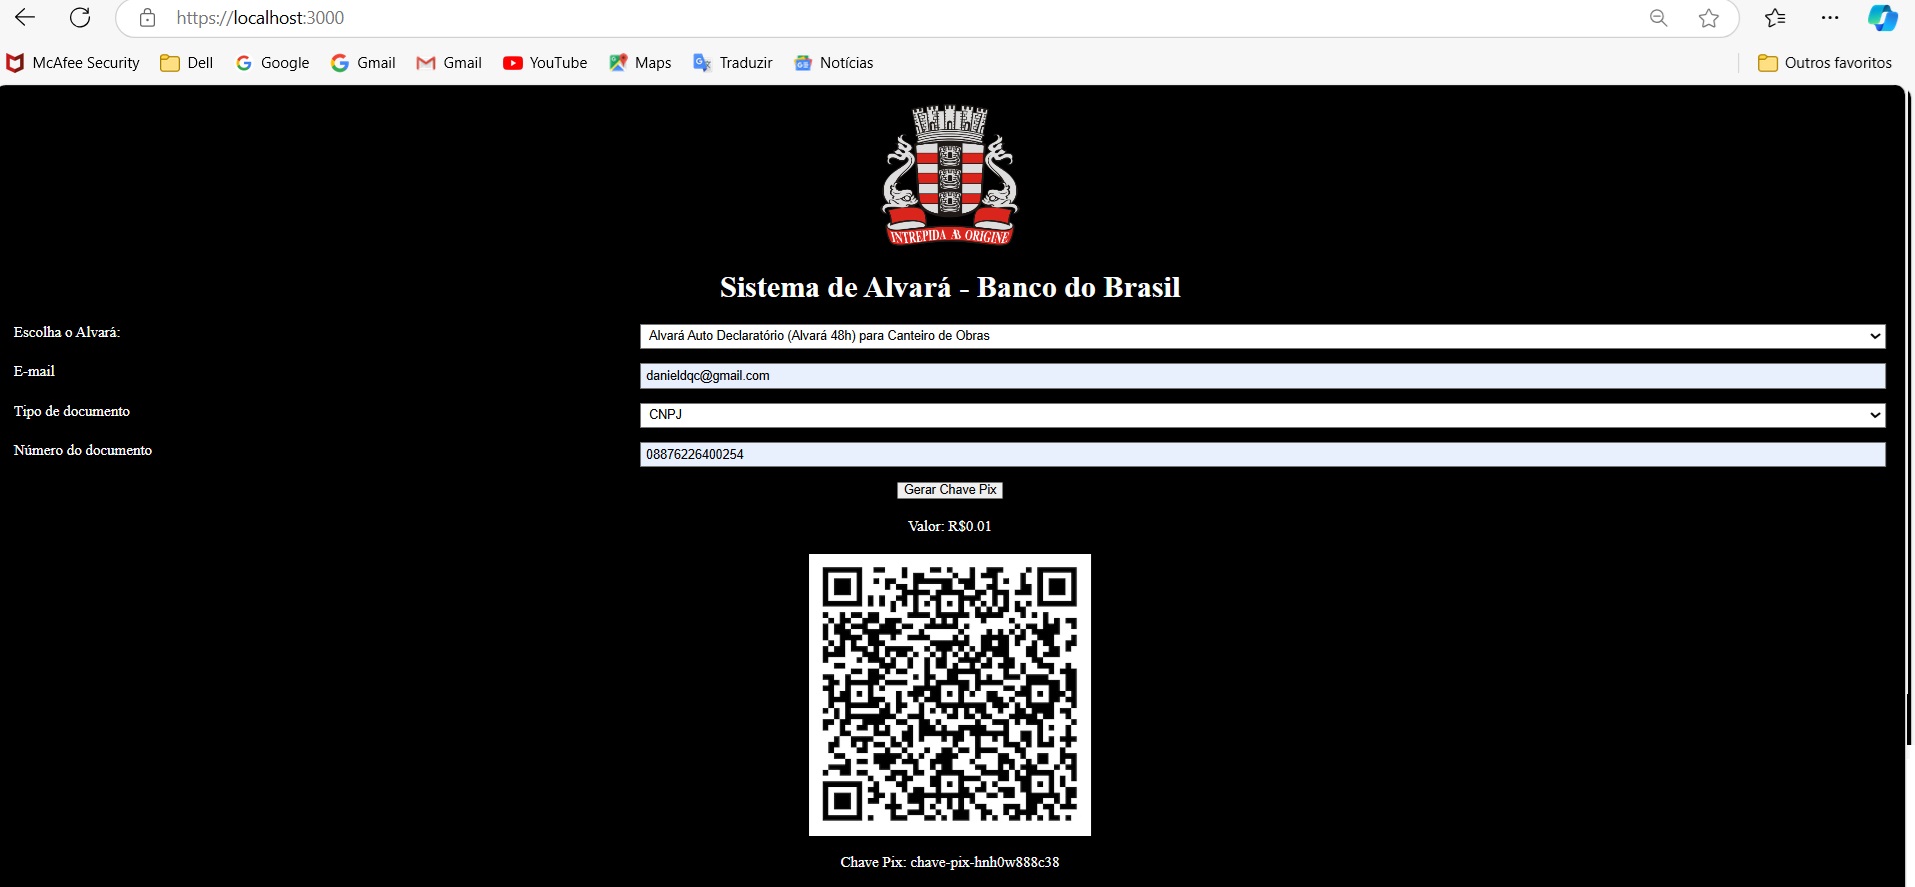 https://localhost:3000
McAfee Security Dell Google Gmail Gmail YouTube Maps Traduzir Notícias Outros favoritos
INTREPIDA AB ORIGINE
Sistema de Alvará - Banco do Brasil
Escolha o Alvará: Alvará Auto Declaratório (Alvará 48h) para Canteiro de Obras
E-mail danieldqc@gmail.com
Tipo de documento CNPJ
Número do documento 08876226400254
Gerar Chave Pix
Valor: R$0.01
Chave Pix: chave-pix-hnh0w888c38